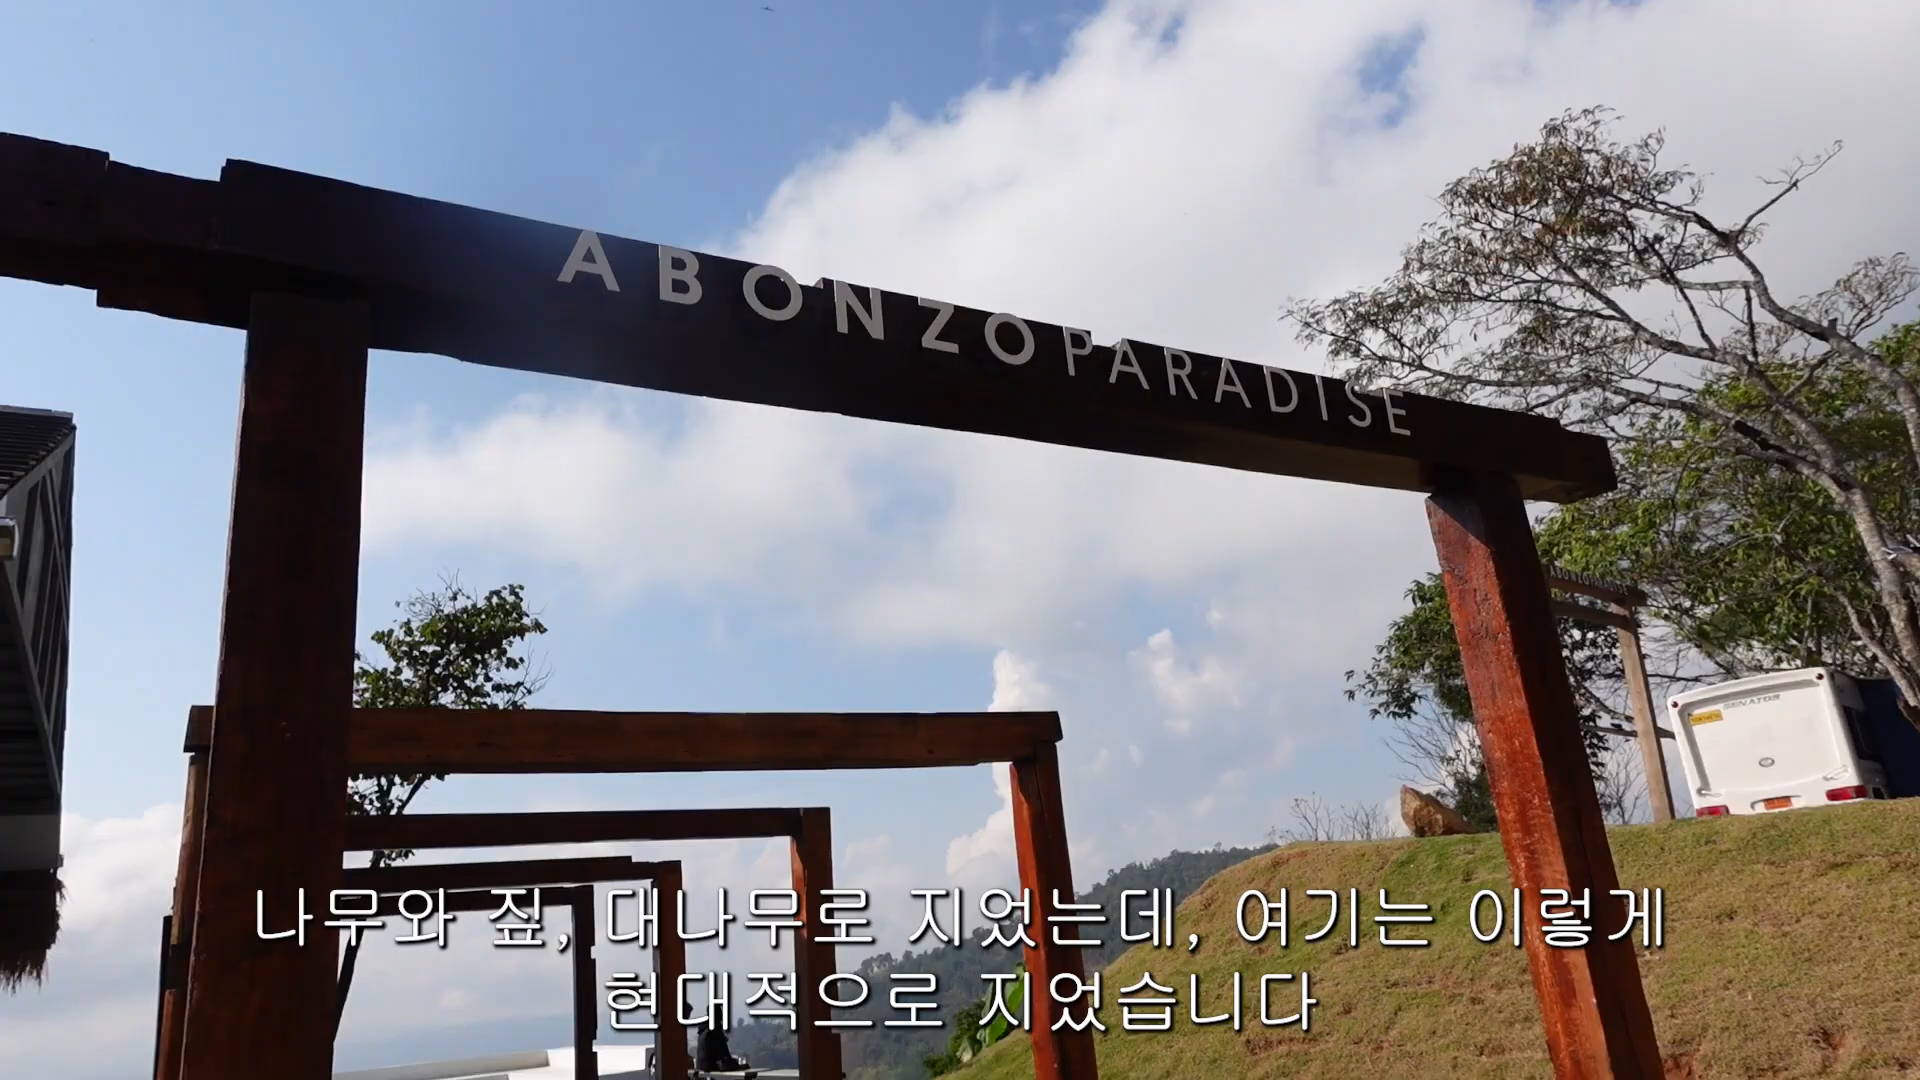 ABONZOPARADISE
SENATOR
나무와 짚, 대나무로 지었는데, 여기는 이렇게
현대적으로 지었습니다